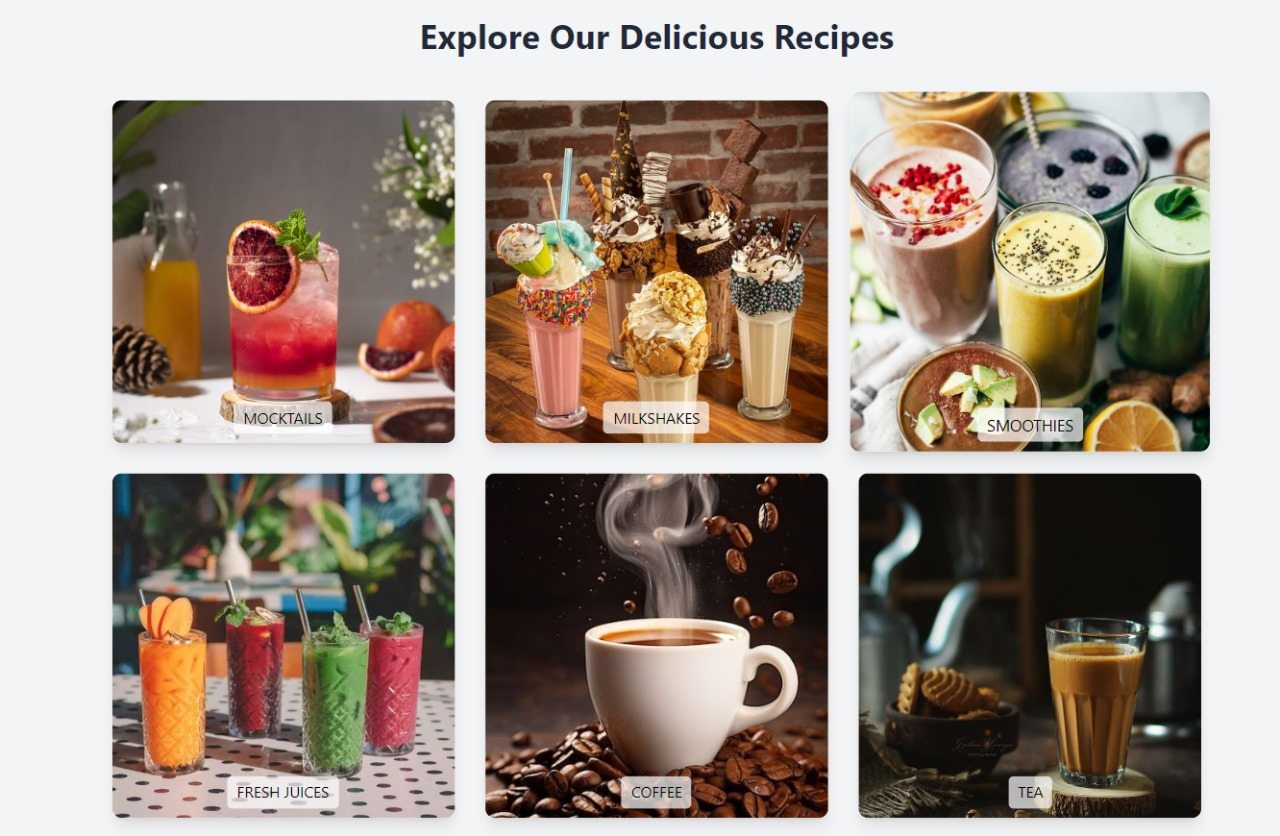 Explore Our Delicious Recipes
MOCKTAILS
MILKSHAKES
SMOOTHIES
FRESH JUICES
COFFEE
TEA